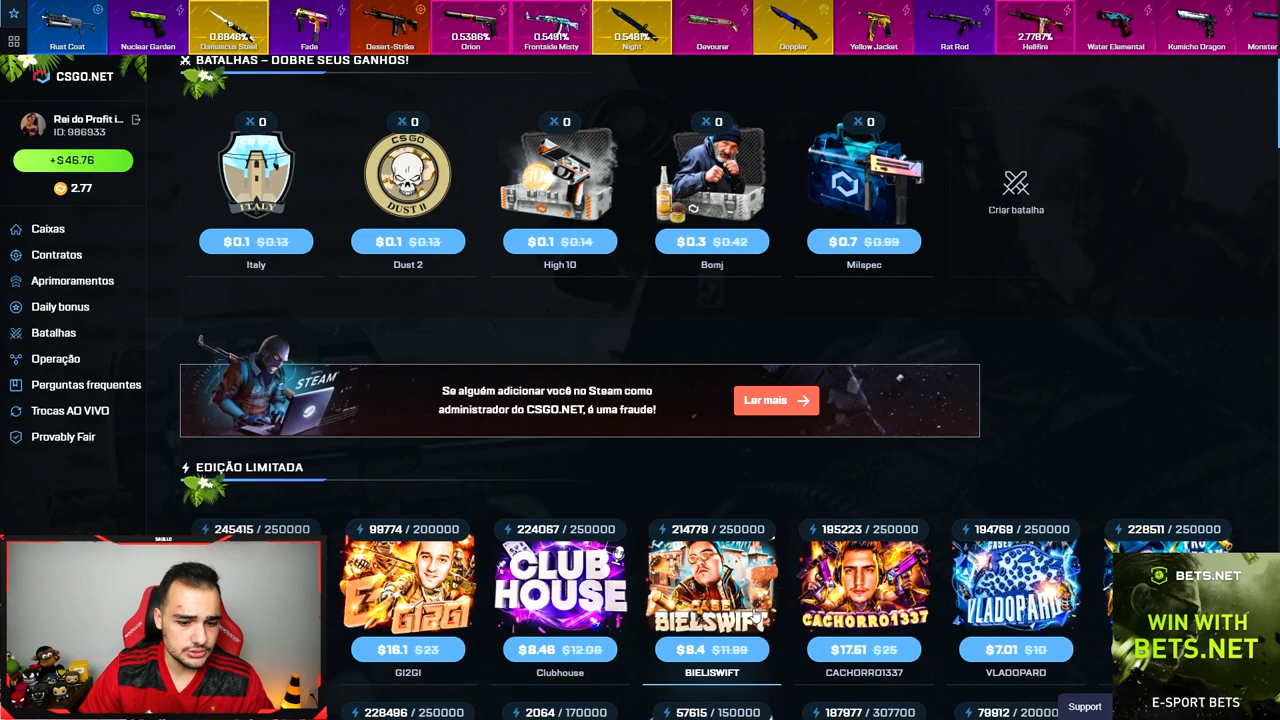 Rust Coat
Nuclear Garden
0.6846%
Damascus Steel
Fade
Desert-Strike
0.5386%
Orion
0.5491%
Frontside Misty
0.5481%
Night
Devourer
Doppler
Yellow Jacket
Rat Rod
2.7787%
Hellfire
Water Elemental
Kumicho Dragon
Monster
CSGO.NET
Rei do Profit i...
ID: 986933
+$46.76
2.77
Caixas
Contratos
Aprimoramentos
Daily bonus
Batalhas
Operação
Perguntas frequentes
Trocas AO VIVO
Provably Fair
BATALHAS – DOBRE SEUS GANHOS!
0
0
0
0
0
ITALY
CSGO
DUST II
$0.1 $0.13
$0.1 $0.13
$0.1 $0.14
$0.3 $0.42
$0.7 $0.99
Italy
Dust 2
High 10
Bomj
Milspec
Criar batalha
STEAM
Se alguém adicionar você no Steam como
administrador do CSGO.NET, é uma fraude!
Ler mais
EDIÇÃO LIMITADA
245415 / 250000
99774 / 200000
224067 / 250000
214779 / 250000
195223 / 250000
194769 / 250000
228511 / 250000
GI2GI
CLUB
HOUSE
CASE
BIELSWIFT
CACHORRO1337
VLADOPARD
$16.1 $23
$8.46 $12.08
$8.4 $11.99
$17.51 $25
$7.01 $10
GI2GI
Clubhouse
BIELISWIFT
CACHORRO1337
VLADOPARD
228496 / 250000
2064 / 170000
57615 / 150000
187977 / 307700
79912 / 20000
Support
BETS.NET
WIN WITH
BETS.NET
E-SPORT BETS
SAULLO